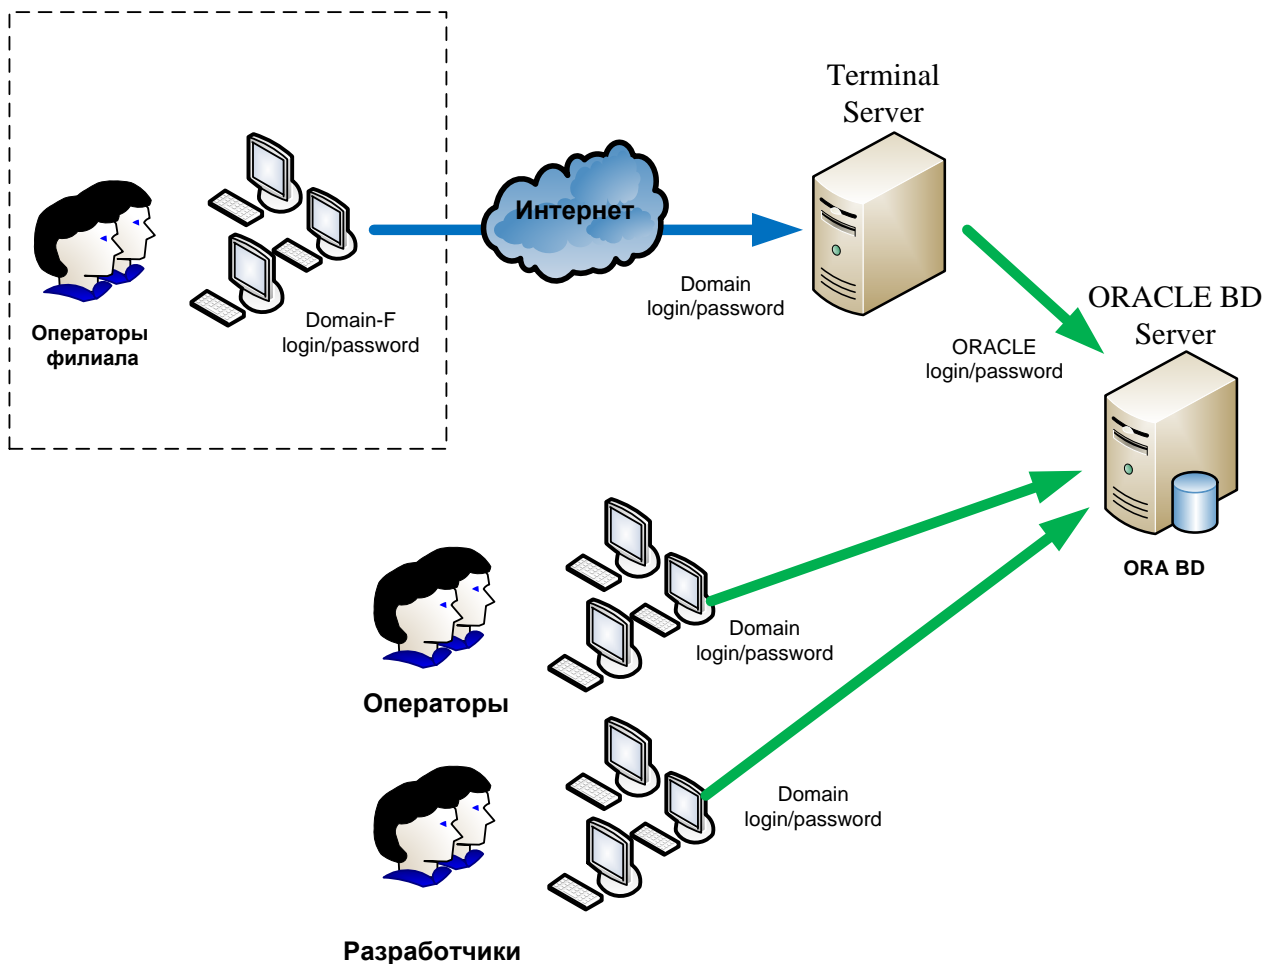 Terminal
Server
Интернет
Операторы
филиала
Domain-F
login/password
Domain
login/password
ORACLE BD
Server
ORACLE
login/password
ORA BD
Domain
login/password
Операторы
Domain
login/password
Разработчики